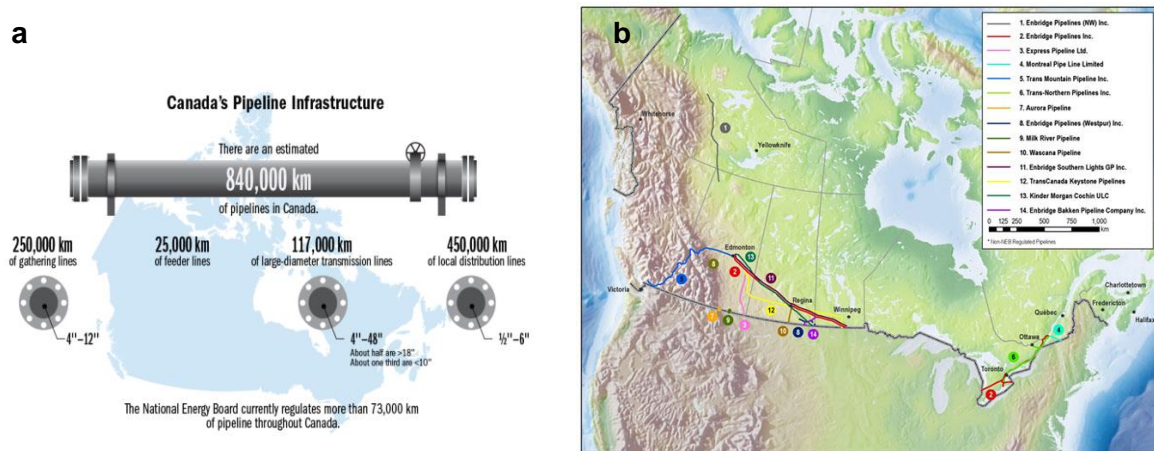 a
Canada's Pipeline Infrastructure
There are an estimated
840,000 km
of pipelines in Canada.
250,000 km
of gathering lines
25,000 km
of feeder lines
117,000 km
of large-diameter transmission lines
450,000 km
of local distribution lines
4"–12"
4"–48"
About half are >18"
About one third are <10"
½"–6"
The National Energy Board currently regulates more than 73,000 km
of pipeline throughout Canada.
b
1. Enbridge Pipelines (NW) Inc.
2. Enbridge Pipelines Inc.
3. Express Pipeline Ltd.
4. Montreal Pipe Line Limited
5. Trans Mountain Pipeline Inc.
6. Trans-Northern Pipelines Inc.
7. Aurora Pipeline
8. Enbridge Pipelines (Westpur) Inc.
9. Milk River Pipeline
10. Wascana Pipeline
11. Enbridge Southern Lights GP Inc.
12. TransCanada Keystone Pipelines
13. Kinder Morgan Cochin ULC
14. Enbridge Bakken Pipeline Company Inc.
0 125 250 500 750 1,000
km
* Non-NEB Regulated Pipelines
Whitehorse
1
Yellowknife
Edmonton
13
2
11
5
Victoria
Regina
Winnipeg
12
7
9
3
10
8
14
Charlottetown
Fredericton
Québec
Halifax
4
Ottawa
6
Toronto
2